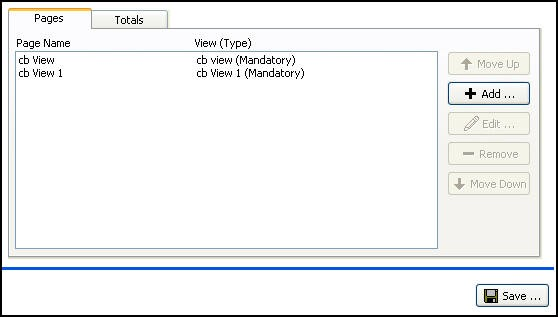 Pages Totals
Page Name View (Type)
cb View cb view (Mandatory)
cb View 1 cb View 1 (Mandatory)
Move Up
Add ...
Edit ...
Remove
Move Down
Save ...